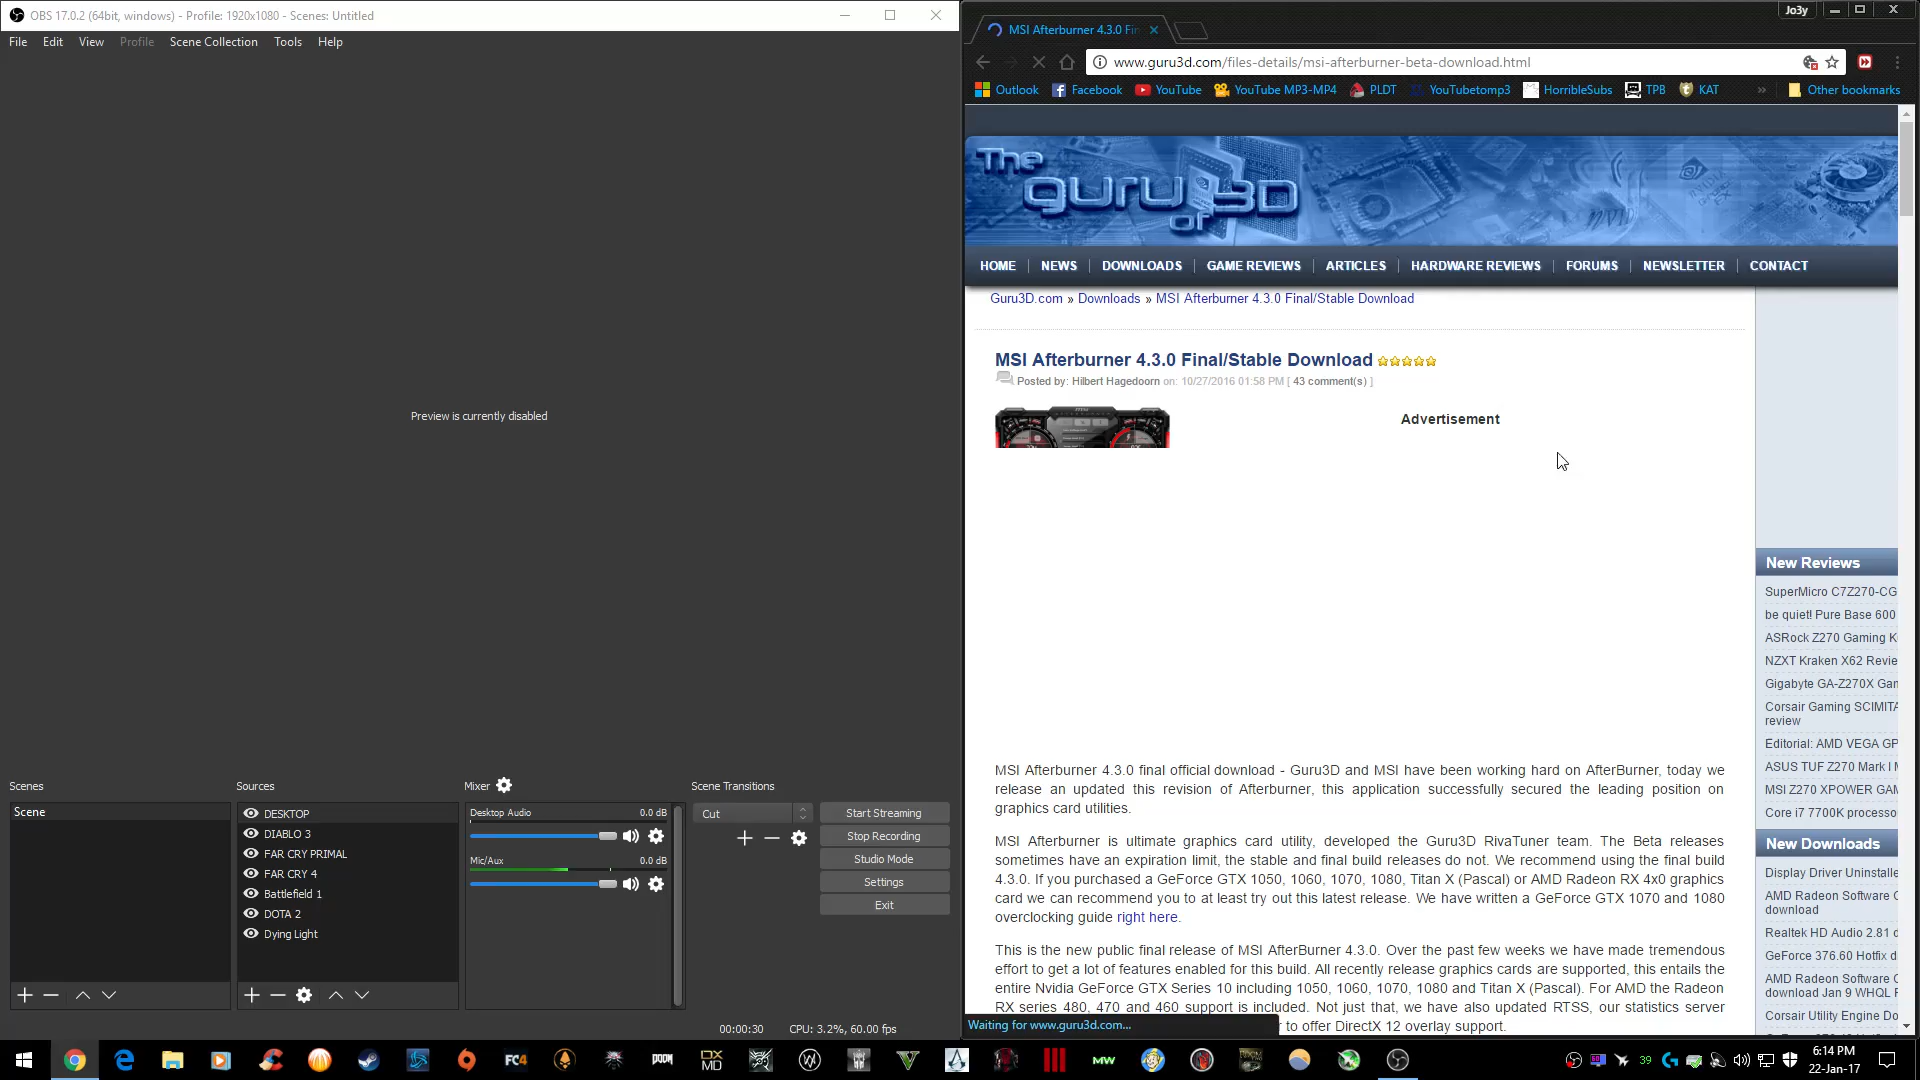 OBS 17.0.2 (64bit, windows) - Profile: 1920x1080 - Scenes: Untitled
File Edit View Profile Scene Collection Tools Help
Preview is currently disabled
Scenes
Scene
Sources
DESKTOP
DIABLO 3
FAR CRY PRIMAL
FAR CRY 4
Battlefield 1
DOTA 2
Dying Light
Mixer
Desktop Audio 0.0 dB
Mic/Aux 0.0 dB
Scene Transitions
Cut
Start Streaming
Stop Recording
Studio Mode
Settings
Exit
00:00:30 CPU: 3.2%, 60.00 fps
Jo3y
MSI Afterburner 4.3.0 Fin
www.guru3d.com/files-details/msi-afterburner-beta-download.html
Outlook Facebook YouTube YouTube MP3-MP4 PLDT YouTubetomp3 HorribleSubs TPB KAT » Other bookmarks
The guru of 3D
HOME NEWS DOWNLOADS GAME REVIEWS ARTICLES HARDWARE REVIEWS FORUMS NEWSLETTER CONTACT
Guru3D.com » Downloads » MSI Afterburner 4.3.0 Final/Stable Download
MSI Afterburner 4.3.0 Final/Stable Download
Posted by: Hilbert Hagedoorn on: 10/27/2016 01:58 PM [ 43 comment(s) ]
Advertisement
MSI Afterburner 4.3.0 final official download - Guru3D and MSI have been working hard on AfterBurner, today we
release an updated this revision of Afterburner, this application successfully secured the leading position on
graphics card utilities.
MSI Afterburner is ultimate graphics card utility, developed the Guru3D RivaTuner team. The Beta releases
sometimes have an expiration limit, the stable and final build releases do not. We recommend using the final build
4.3.0. If you purchased a GeForce GTX 1050, 1060, 1070, 1080, Titan X (Pascal) or AMD Radeon RX 4x0 graphics
card we can recommend you to at least try out this latest release. We have written a GeForce GTX 1070 and 1080
overclocking guide right here.
This is the new public final release of MSI AfterBurner 4.3.0. Over the past few weeks we have made tremendous
effort to get a lot of features enabled for this build. All recently release graphics cards are supported, this entails the
entire Nvidia GeForce GTX Series 10 including 1050, 1060, 1070, 1080 and Titan X (Pascal). For AMD the Radeon
RX series 480, 470 and 460 support is included. Not just that, we have also updated RTSS, our statistics server
to offer DirectX 12 overlay support.
Waiting for www.guru3d.com...
New Reviews
SuperMicro C7Z270-CG
be quiet! Pure Base 600
ASRock Z270 Gaming K
NZXT Kraken X62 Revie
Gigabyte GA-Z270X Gan
Corsair Gaming SCIMITA
review
Editorial: AMD VEGA GP
ASUS TUF Z270 Mark I M
MSI Z270 XPOWER GAM
Core i7 7700K processo
New Downloads
Display Driver Uninstalle
AMD Radeon Software C
download
Realtek HD Audio 2.81 d
GeForce 376.60 Hotfix d
AMD Radeon Software C
download Jan 9 WHQL R
Corsair Utility Engine Do
FC4 DOOM DX MD MW
39
6:14 PM
22-Jan-17